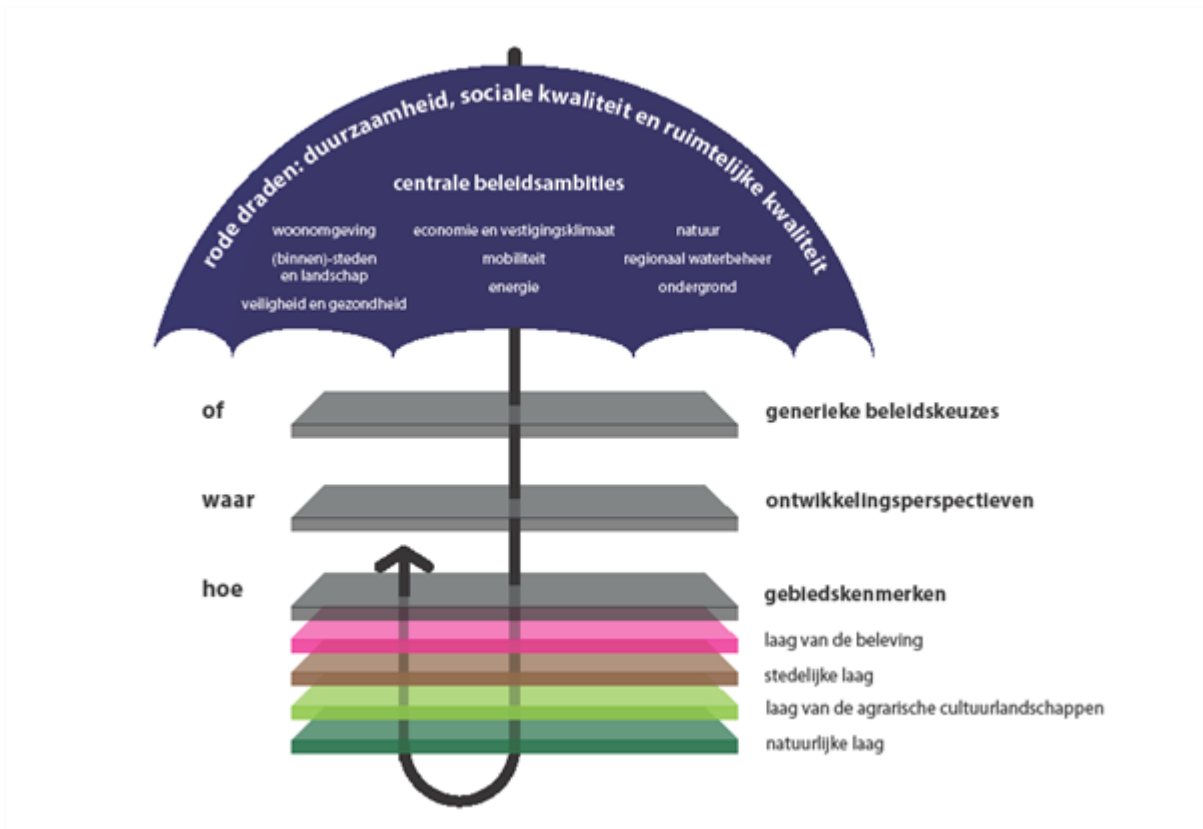 rode draden: duurzaamheid, sociale kwaliteit en ruimtelijke kwaliteit
centrale beleidsambities
woonomgeving
(binnen)-steden
en landschap
veiligheid en gezondheid
economie en vestigingsklimaat
mobiliteit
energie
natuur
regionaal waterbeheer
ondergrond
of
generieke beleidskeuzes
waar
ontwikkelingsperspectieven
hoe
gebiedskenmerken
laag van de beleving
stedelijke laag
laag van de agrarische cultuurlandschappen
natuurlijke laag